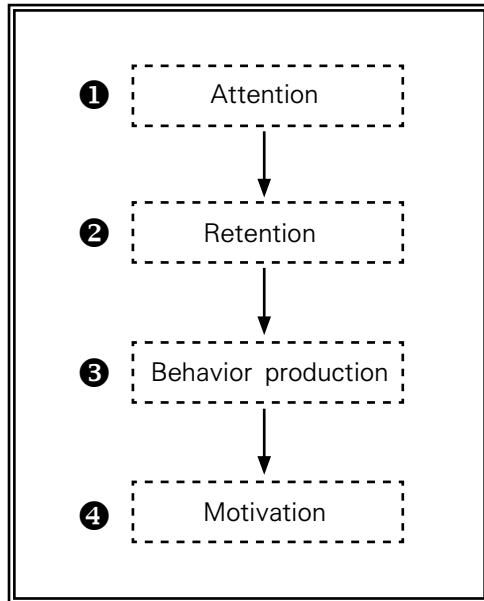 ❶ Attention
❷ Retention
❸ Behavior production
❹ Motivation